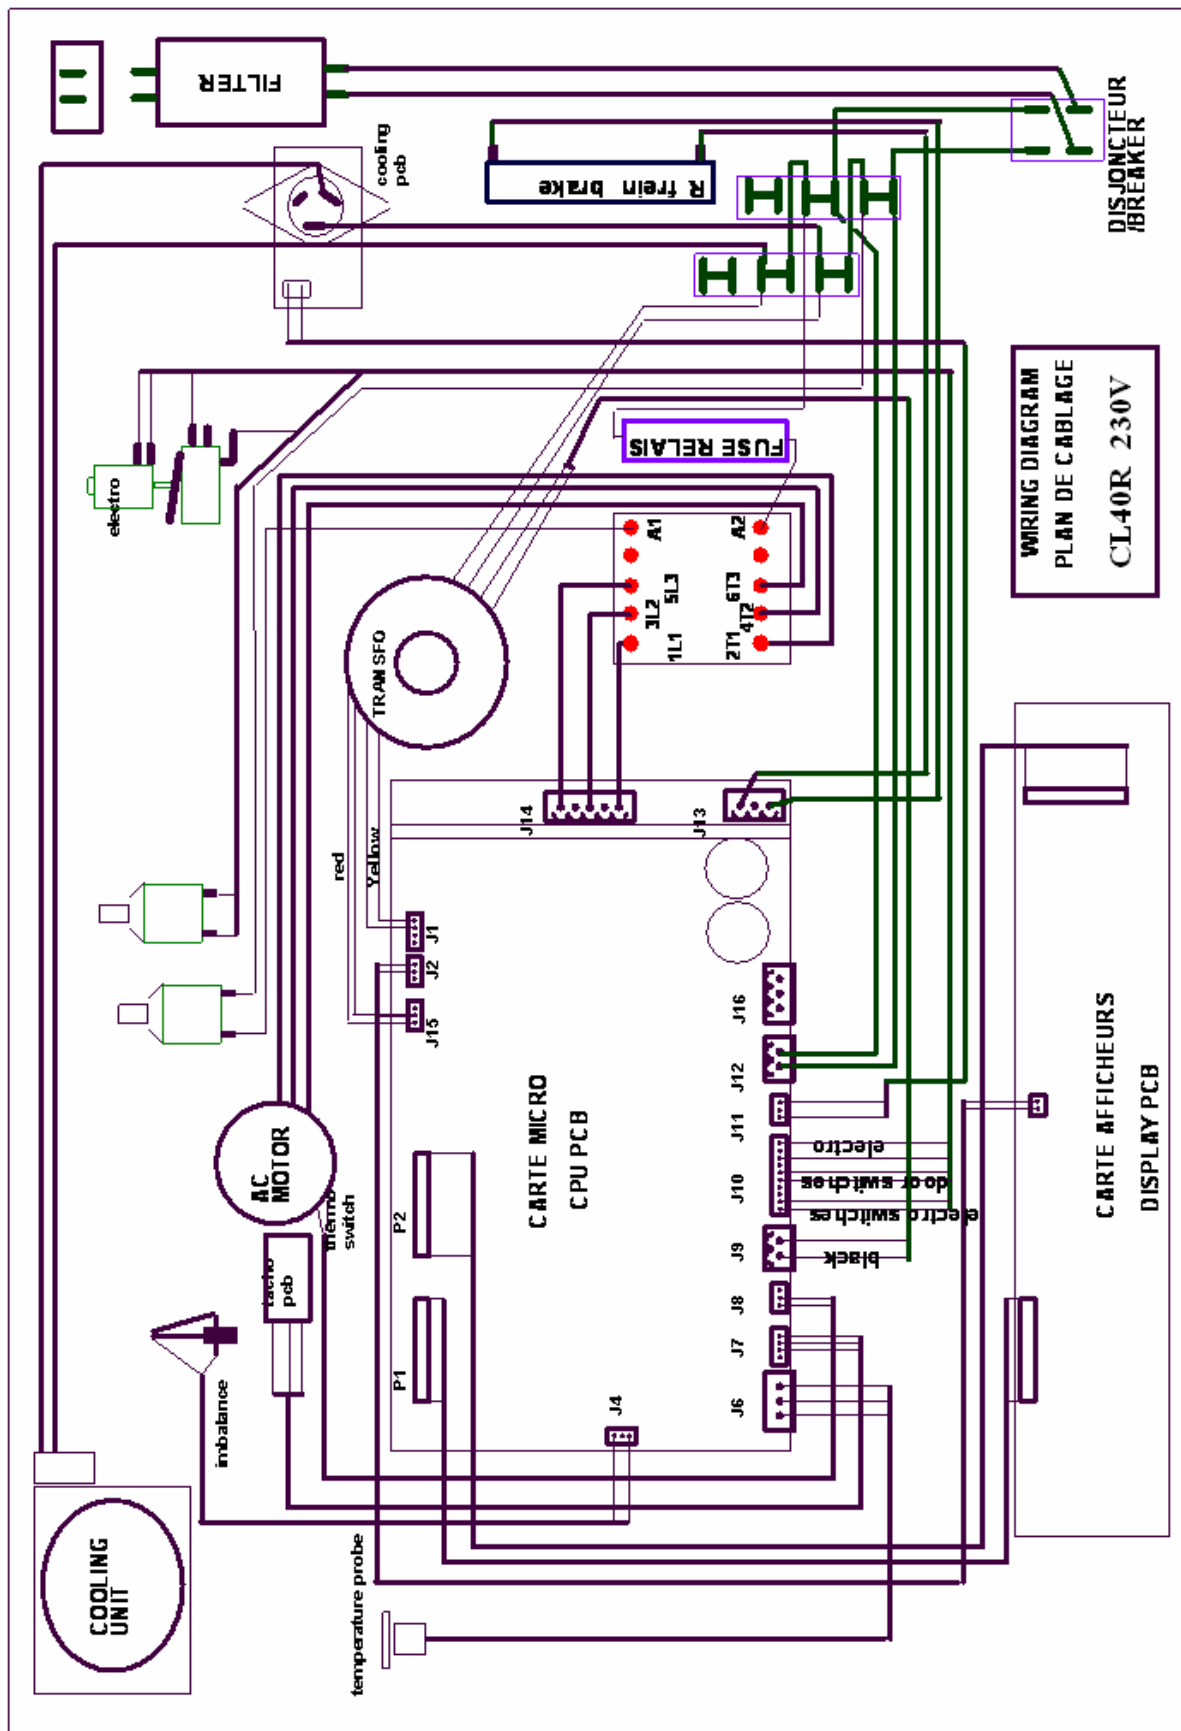 FILTER
cooling
pcb
R frein brake
DISJONCTEUR
/BREAKER
electro
FUSE RELAIS
WIRING DIAGRAM
PLAN DE CABLAGE
CL40R 230V
TRANSFO
A1
A2
5L3
6T3
3L2
4T2
1L1
2T1
J14
J13
red
Yellow
J1
J2
J15
J16
J12
J11
J10
J9
J8
J7
J6
J4
P2
P1
CARTE MICRO
CPU PCB
electro
door switches
electro switches
black
CARTE AFFICHEURS
DISPLAY PCB
AC
MOTOR
thermo
switch
tacho
pcb
imbalance
COOLING
UNIT
temperature probe